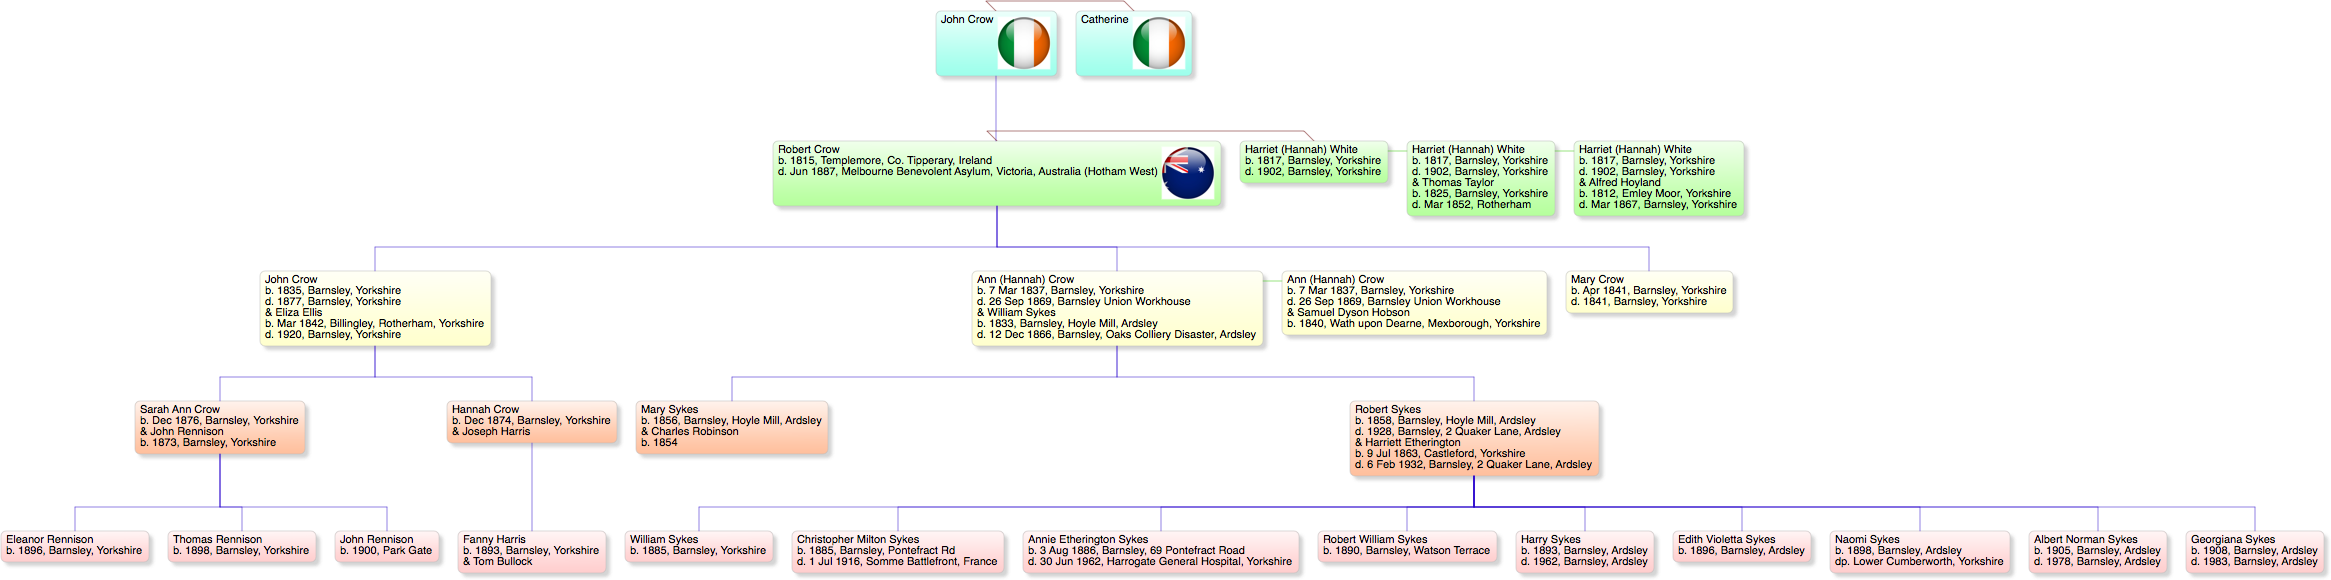 John Crow
Catherine
Robert Crow
b. 1815, Templemore, Co. Tipperary, Ireland
d. Jun 1887, Melbourne Benevolent Asylum, Victoria, Australia (Hotham West)
Harriet (Hannah) White
b. 1817, Barnsley, Yorkshire
d. 1902, Barnsley, Yorkshire
Harriet (Hannah) White
b. 1817, Barnsley, Yorkshire
d. 1902, Barnsley, Yorkshire
& Thomas Taylor
b. 1825, Barnsley, Yorkshire
d. Mar 1852, Rotherham
Harriet (Hannah) White
b. 1817, Barnsley, Yorkshire
d. 1902, Barnsley, Yorkshire
& Alfred Hoyland
b. 1812, Emley Moor, Yorkshire
d. Mar 1867, Barnsley, Yorkshire
John Crow
b. 1835, Barnsley, Yorkshire
d. 1877, Barnsley, Yorkshire
& Eliza Ellis
b. Mar 1842, Billingley, Rotherham, Yorkshire
d. 1920, Barnsley, Yorkshire
Ann (Hannah) Crow
b. 7 Mar 1837, Barnsley, Yorkshire
d. 26 Sep 1869, Barnsley Union Workhouse
& William Sykes
b. 1833, Barnsley, Hoyle Mill, Ardsley
d. 12 Dec 1866, Barnsley, Oaks Colliery Disaster, Ardsley
Ann (Hannah) Crow
b. 7 Mar 1837, Barnsley, Yorkshire
d. 26 Sep 1869, Barnsley Union Workhouse
& Samuel Dyson Hobson
b. 1840, Wath upon Dearne, Mexborough, Yorkshire
Mary Crow
b. Apr 1841, Barnsley, Yorkshire
d. 1841, Barnsley, Yorkshire
Sarah Ann Crow
b. Dec 1876, Barnsley, Yorkshire
& John Rennison
b. 1873, Barnsley, Yorkshire
Hannah Crow
b. Dec 1874, Barnsley, Yorkshire
& Joseph Harris
Mary Sykes
b. 1856, Barnsley, Hoyle Mill, Ardsley
& Charles Robinson
b. 1854
Robert Sykes
b. 1858, Barnsley, Hoyle Mill, Ardsley
d. 1928, Barnsley, 2 Quaker Lane, Ardsley
& Harriett Etherington
b. 9 Jul 1863, Castleford, Yorkshire
d. 6 Feb 1932, Barnsley, 2 Quaker Lane, Ardsley
Eleanor Rennison
b. 1896, Barnsley, Yorkshire
Thomas Rennison
b. 1898, Barnsley, Yorkshire
John Rennison
b. 1900, Park Gate
Fanny Harris
b. 1893, Barnsley, Yorkshire
& Tom Bullock
William Sykes
b. 1885, Barnsley, Yorkshire
Christopher Milton Sykes
b. 1885, Barnsley, Pontefract Rd
d. 1 Jul 1916, Somme Battlefront, France
Annie Etherington Sykes
b. 3 Aug 1886, Barnsley, 69 Pontefract Road
d. 30 Jun 1962, Harrogate General Hospital, Yorkshire
Robert William Sykes
b. 1890, Barnsley, Watson Terrace
Harry Sykes
b. 1893, Barnsley, Ardsley
d. 1962, Barnsley, Ardsley
Edith Violetta Sykes
b. 1896, Barnsley, Ardsley
Naomi Sykes
b. 1898, Barnsley, Ardsley
dp. Lower Cumberworth, Yorkshire
Albert Norman Sykes
b. 1905, Barnsley, Ardsley
d. 1978, Barnsley, Ardsley
Georgiana Sykes
b. 1908, Barnsley, Ardsley
d. 1983, Barnsley, Ardsley